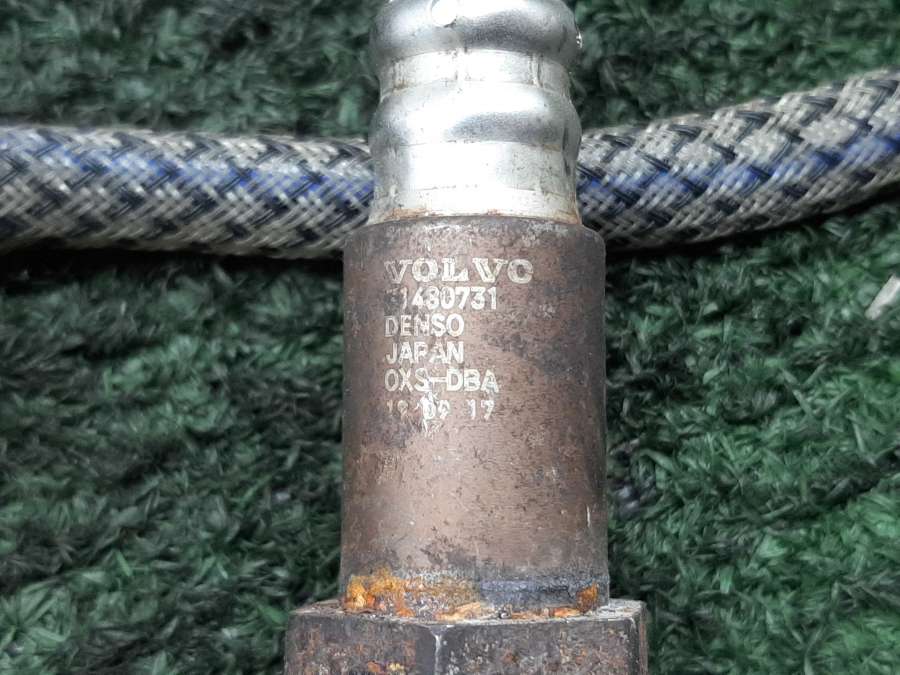 VOLVO
31480731
DENSO
JAPAN
OXS-DBA
19 09 17